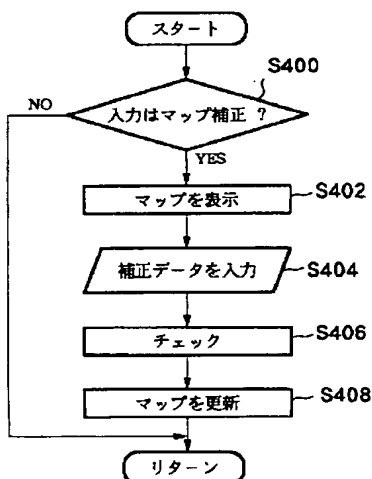 スタート
S400
NO
入力はマップ補正 ?
YES
マップを表示
S402
補正データを入力
S404
チェック
S406
マップを更新
S408
リターン